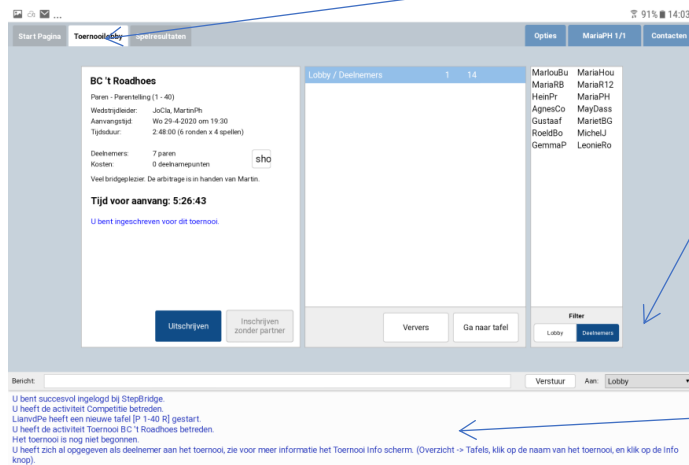 ... 91% 14:03
Start Pagina Toernooilobby Spelresultaten Opties MariaPH 1/1 Contacten
BC 't Roadhoes
Paren - Parentelling (1 - 40)
Wedstrijdleider: JoCla, MartinPh
Aanvangstijd: Wo 29-4-2020 om 19:30
Tijdsduur: 2:48:00 (6 ronden x 4 spellen)
Deelnemers: 7 paren
Kosten: 0 deelnamepunten
sho
Veel bridgeplezier. De arbitrage is in handen van Martin.
Tijd voor aanvang: 5:26:43
U bent ingeschreven voor dit toernooi.
Uitschrijven
Inschrijven
zonder partner
Lobby / Deelnemers 1 14
Ververs Ga naar tafel
MarlouBu MariaHou
MariaRB MariaR12
HeinPr MariaPH
AgnesCo MayDass
Gustaaf MarietBG
RoeldBo MichelJ
GemmaP LeonieRo
Filter
Lobby Deelnemers
Bericht: Verstuur Aan: Lobby
U bent succesvol ingelogd bij StepBridge.
U heeft de activiteit Competitie betreden.
LianvdPe heeft een nieuwe tafel [P 1-40 R] gestart.
U heeft de activiteit Toernooi BC 't Roadhoes betreden.
Het toernooi is nog niet begonnen.
U heeft zich al opgegeven als deelnemer aan het toernooi, zie voor meer informatie het Toernooi Info scherm. (Overzicht -> Tafels, klik op de naam van het toernooi, en klik op de Info
knop).